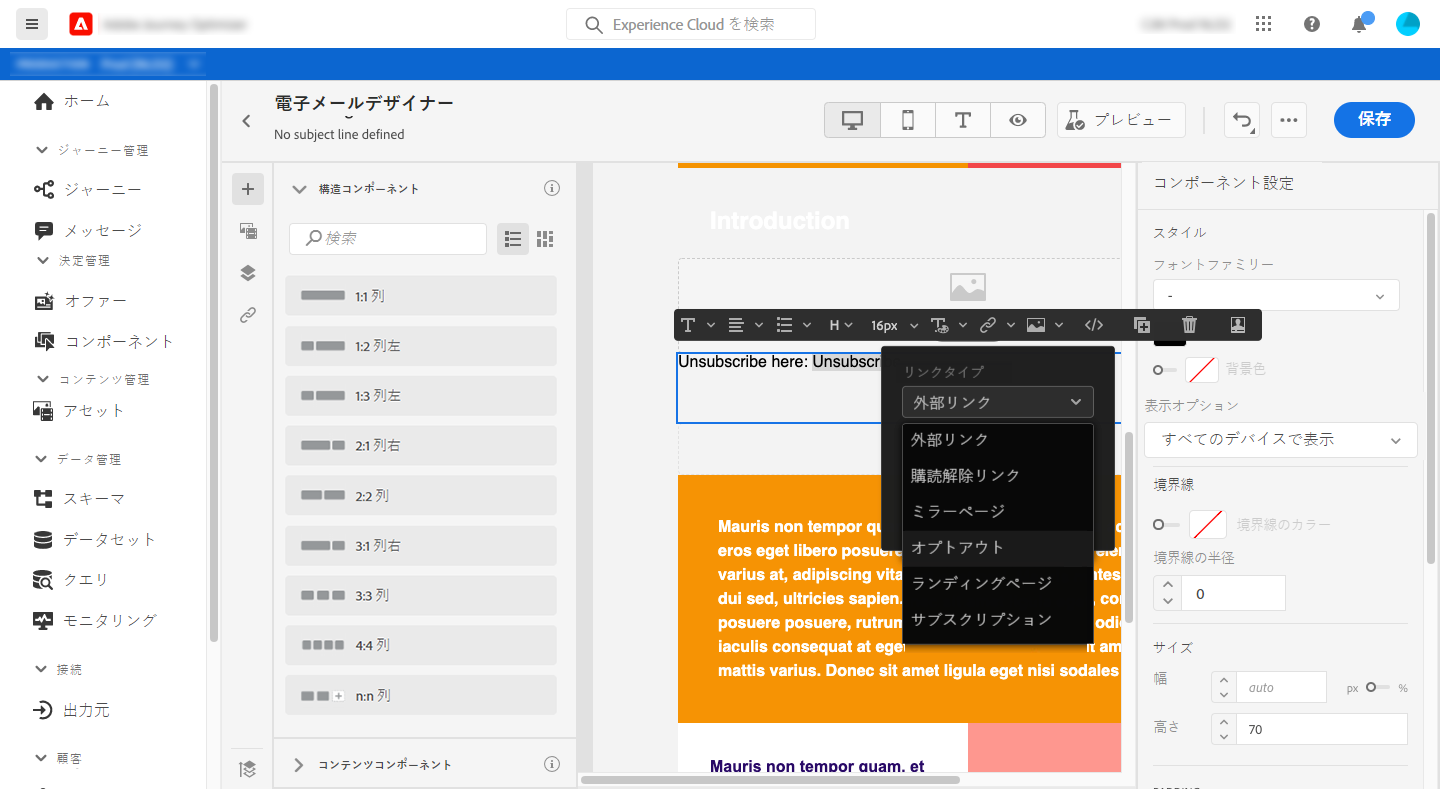 Experience Cloud を検索
ホーム
ジャーニー管理
ジャーニー
メッセージ
決定管理
オファー
コンポーネント
コンテンツ管理
アセット
データ管理
スキーマ
データセット
クエリ
モニタリング
接続
出力元
顧客
電子メールデザイナー
No subject line defined
プレビュー
保存
構造コンポーネント
検索
1:1 列
1:2 列左
1:3 列左
2:1 列右
2:2 列
3:1 列右
3:3 列
4:4 列
n:n 列
コンテンツコンポーネント
Introduction
H
16px
Unsubscribe here: Unsubscr
リンクタイプ
外部リンク
外部リンク
購読解除リンク
ミラーページ
オプトアウト
ランディングページ
サブスクリプション
Mauris non tempor qu
eros eget libero posuere
varius at, adipiscing vita
dui sed, ultricies sapien.
posuere posuere, rutrum
iaculis consequat at eget
mattis varius. Donec sit amet ligula eget nisi sodales
Mauris non tempor quam, et
コンポーネント設定
スタイル
フォントファミリー
-
背景色
表示オプション
すべてのデバイスで表示
境界線
境界線のカラー
境界線の半径
0
サイズ
幅
auto
px
%
高さ
70